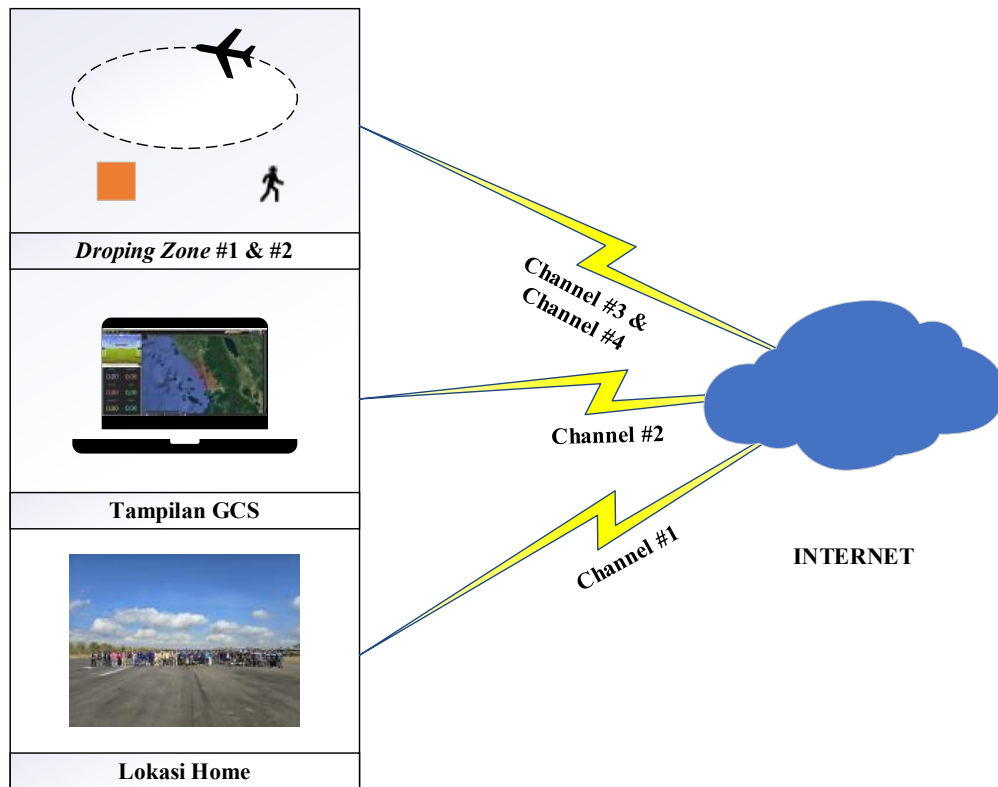 Droping Zone #1 & #2
Channel #3 &
Channel #4
Tampilan GCS
Channel #2
Channel #1
INTERNET
Lokasi Home